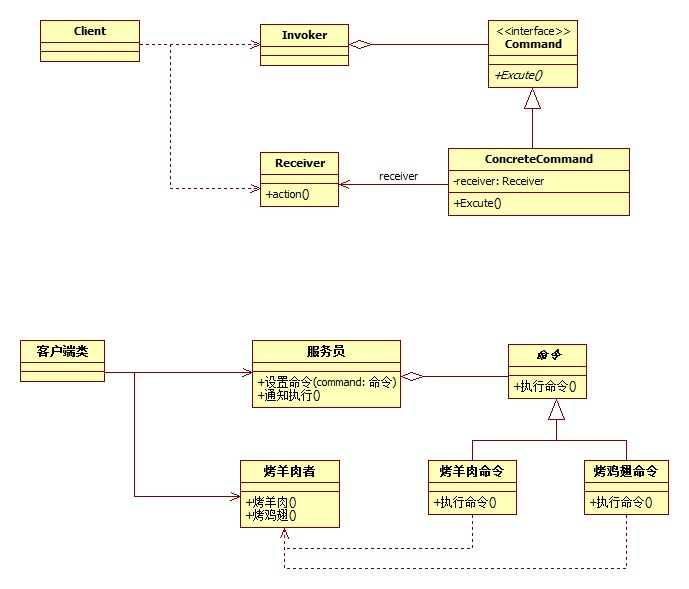 Client
Invoker
<<interface>>
Command
+Excute()
Receiver
+action()
receiver
ConcreteCommand
-receiver: Receiver
+Excute()
客户端类
服务员
+设置命令(command: 命令)
+通知执行()
命令
+执行命令()
烤羊肉者
+烤羊肉()
+烤鸡翅()
烤羊肉命令
+执行命令()
烤鸡翅命令
+执行命令()